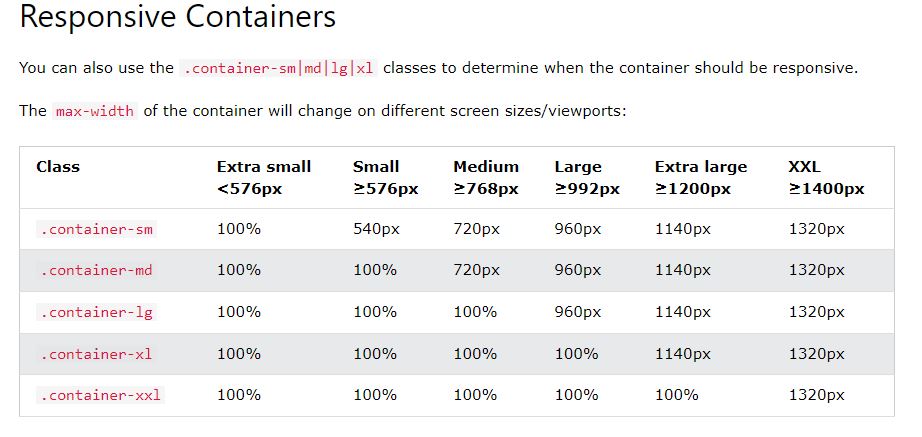 Responsive Containers
You can also use the .container-sm|md|lg|xl classes to determine when the container should be responsive.
The max-width of the container will change on different screen sizes/viewports:
Class Extra small Small Medium Large Extra large XXL
<576px ≥576px ≥768px ≥992px ≥1200px ≥1400px
.container-sm 100% 540px 720px 960px 1140px 1320px
.container-md 100% 100% 720px 960px 1140px 1320px
.container-lg 100% 100% 100% 960px 1140px 1320px
.container-xl 100% 100% 100% 100% 1140px 1320px
.container-xxl 100% 100% 100% 100% 100% 1320px